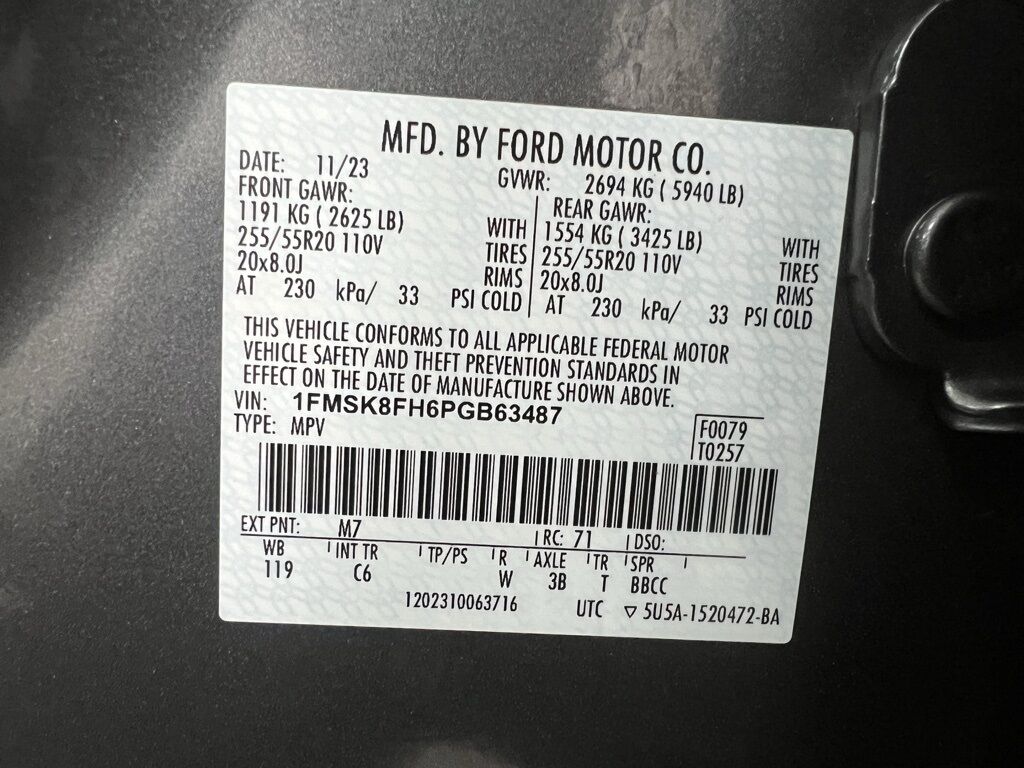 MFD. BY FORD MOTOR CO.
DATE: 11/23 GVWR: 2694 KG ( 5940 LB)
FRONT GAWR: REAR GAWR:
1191 KG ( 2625 LB) WITH 1554 KG ( 3425 LB) WITH
255/55R20 110V TIRES 255/55R20 110V TIRES
20x8.0J RIMS 20x8.0J RIMS
AT 230 kPa/ 33 PSI COLD AT 230 kPa/ 33 PSI COLD
THIS VEHICLE CONFORMS TO ALL APPLICABLE FEDERAL MOTOR
VEHICLE SAFETY AND THEFT PREVENTION STANDARDS IN
EFFECT ON THE DATE OF MANUFACTURE SHOWN ABOVE.
VIN: 1FMSK8FH6PGB63487
TYPE: MPV F0079
T0257
EXT PNT: M7 RC: 71 DSO:
WB INT TR TP/PS R AXLE TR SPR
119 C6 W 3B T BBCC
1202310063716 UTC ▽ 5U5A-1520472-BA